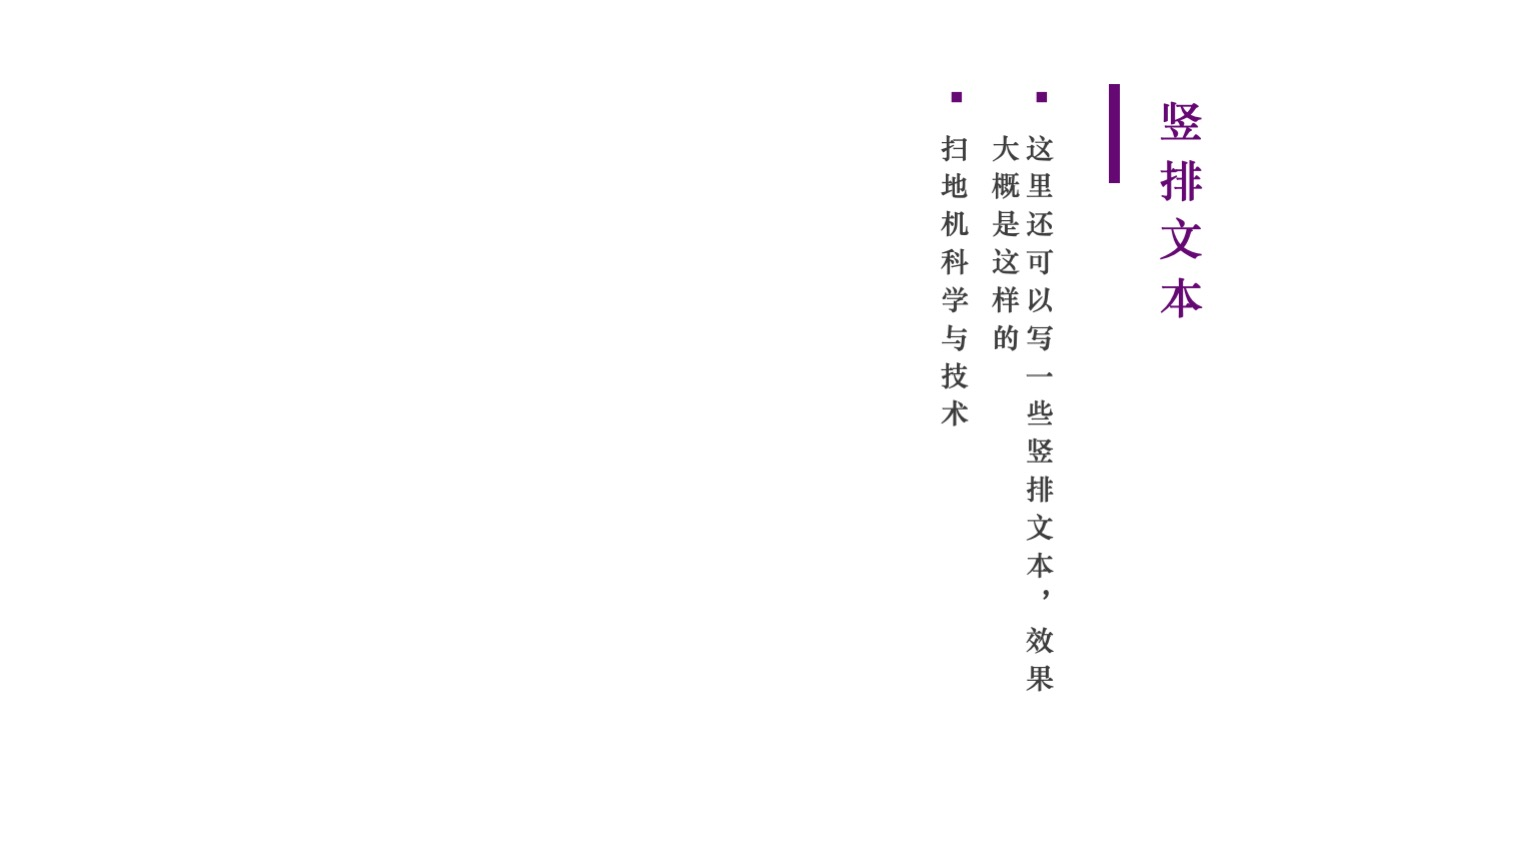 竖排文本
▪ 这里还可以写一些竖排文本，效果
大概是这样的
▪ 扫地机科学与技术